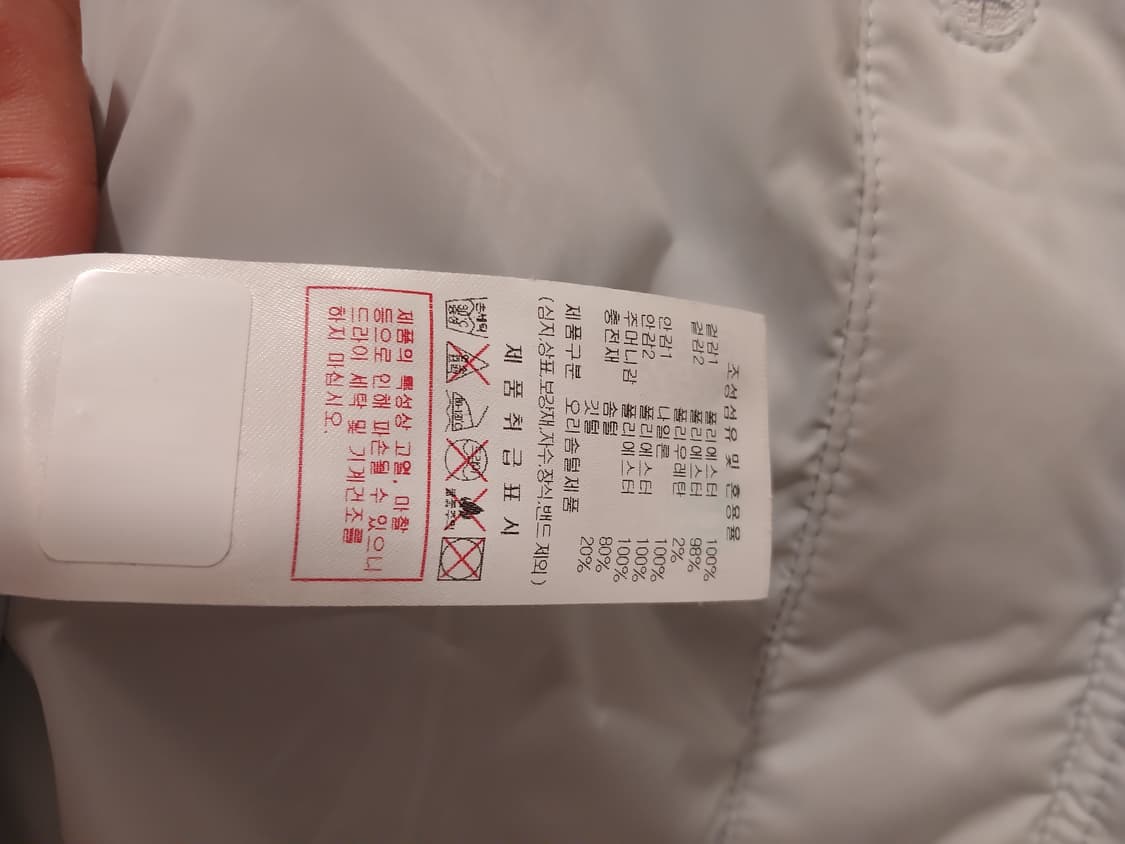 조성섬유 및 혼용율
겉감1 폴리에스터 100%
겉감2 폴리에스터 98%
폴리우레탄 2%
안감1 나일론 100%
안감2 폴리에스터 100%
주머니감 폴리에스터 100%
충전재 솜털 80%
깃털 20%
제품구분 오리솜털제품
(심지,상표,보강재,자수,장식,밴드 제외)
제 품 취 급 표 시
손세탁
제품의 특성상 고열, 마찰
등으로 인해 파손될 수 있으니
드라이 세탁 및 기계건조를
하지 마십시오.